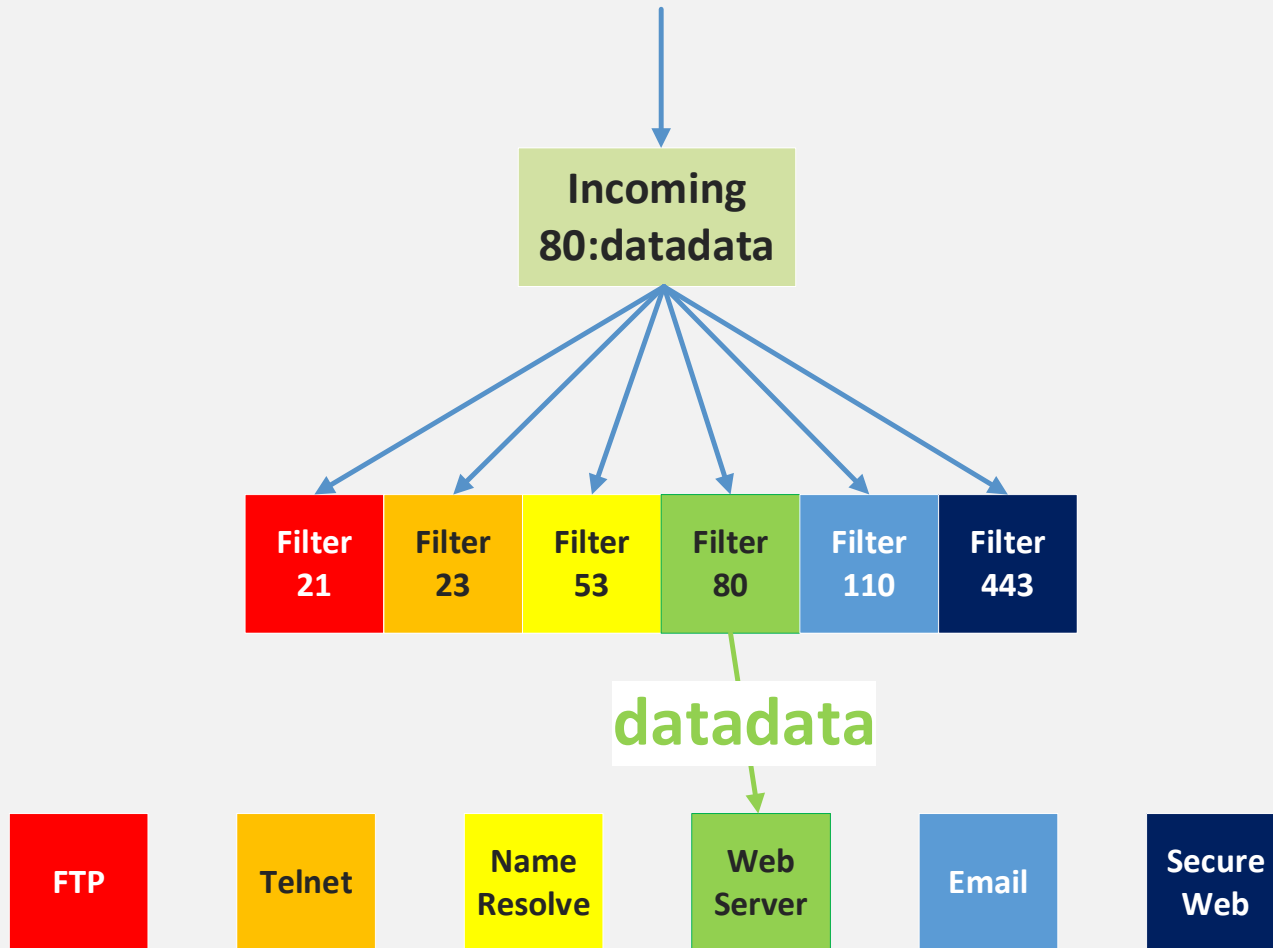 Incoming
80:datadata
Filter
21
Filter
23
Filter
53
Filter
80
Filter
110
Filter
443
datadata
FTP
Telnet
Name
Resolve
Web
Server
Email
Secure
Web